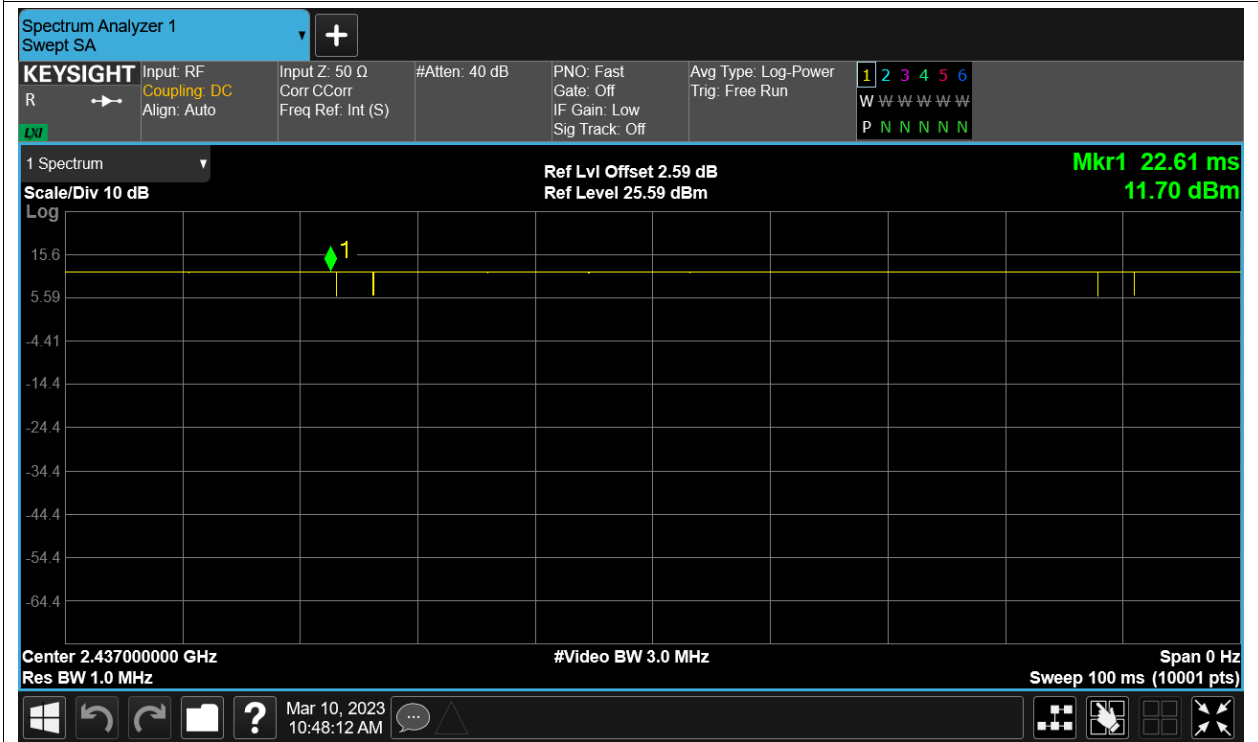 Spectrum Analyzer 1
Swept SA
KEYSIGHT Input: RF Input Z: 50 Ω #Atten: 40 dB PNO: Fast Avg Type: Log-Power 1 2 3 4 5 6
R Coupling: DC Corr CCorr Gate: Off Trig: Free Run W W W W W W
Align: Auto Freq Ref: Int (S) IF Gain: Low
LXI Sig Track: Off P N N N N N
1 Spectrum Ref Lvl Offset 2.59 dB Mkr1 22.61 ms
Scale/Div 10 dB Ref Level 25.59 dBm 11.70 dBm
Log
1
15.6
5.59
-4.41
-14.4
-24.4
-34.4
-44.4
-54.4
-64.4
Center 2.437000000 GHz #Video BW 3.0 MHz Span 0 Hz
Res BW 1.0 MHz Sweep 100 ms (10001 pts)
? Mar 10, 2023
10:48:12 AM